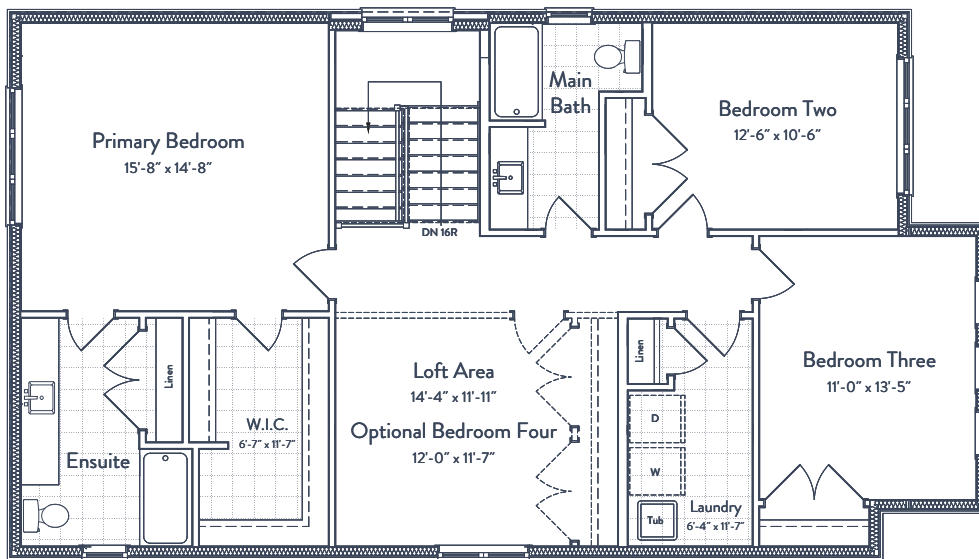 Main
Bath
Bedroom Two
12'-6" x 10'-6"
Primary Bedroom
15'-8" x 14'-8"
DN 16R
Linen
W.I.C.
6'-7" x 11'-7"
Ensuite
Loft Area
14'-4" x 11'-11"
Optional Bedroom Four
12'-0" x 11'-7"
Linen
D
W
Tub
Laundry
6'-4" x 11'-7"
Bedroom Three
11'-0" x 13'-5"